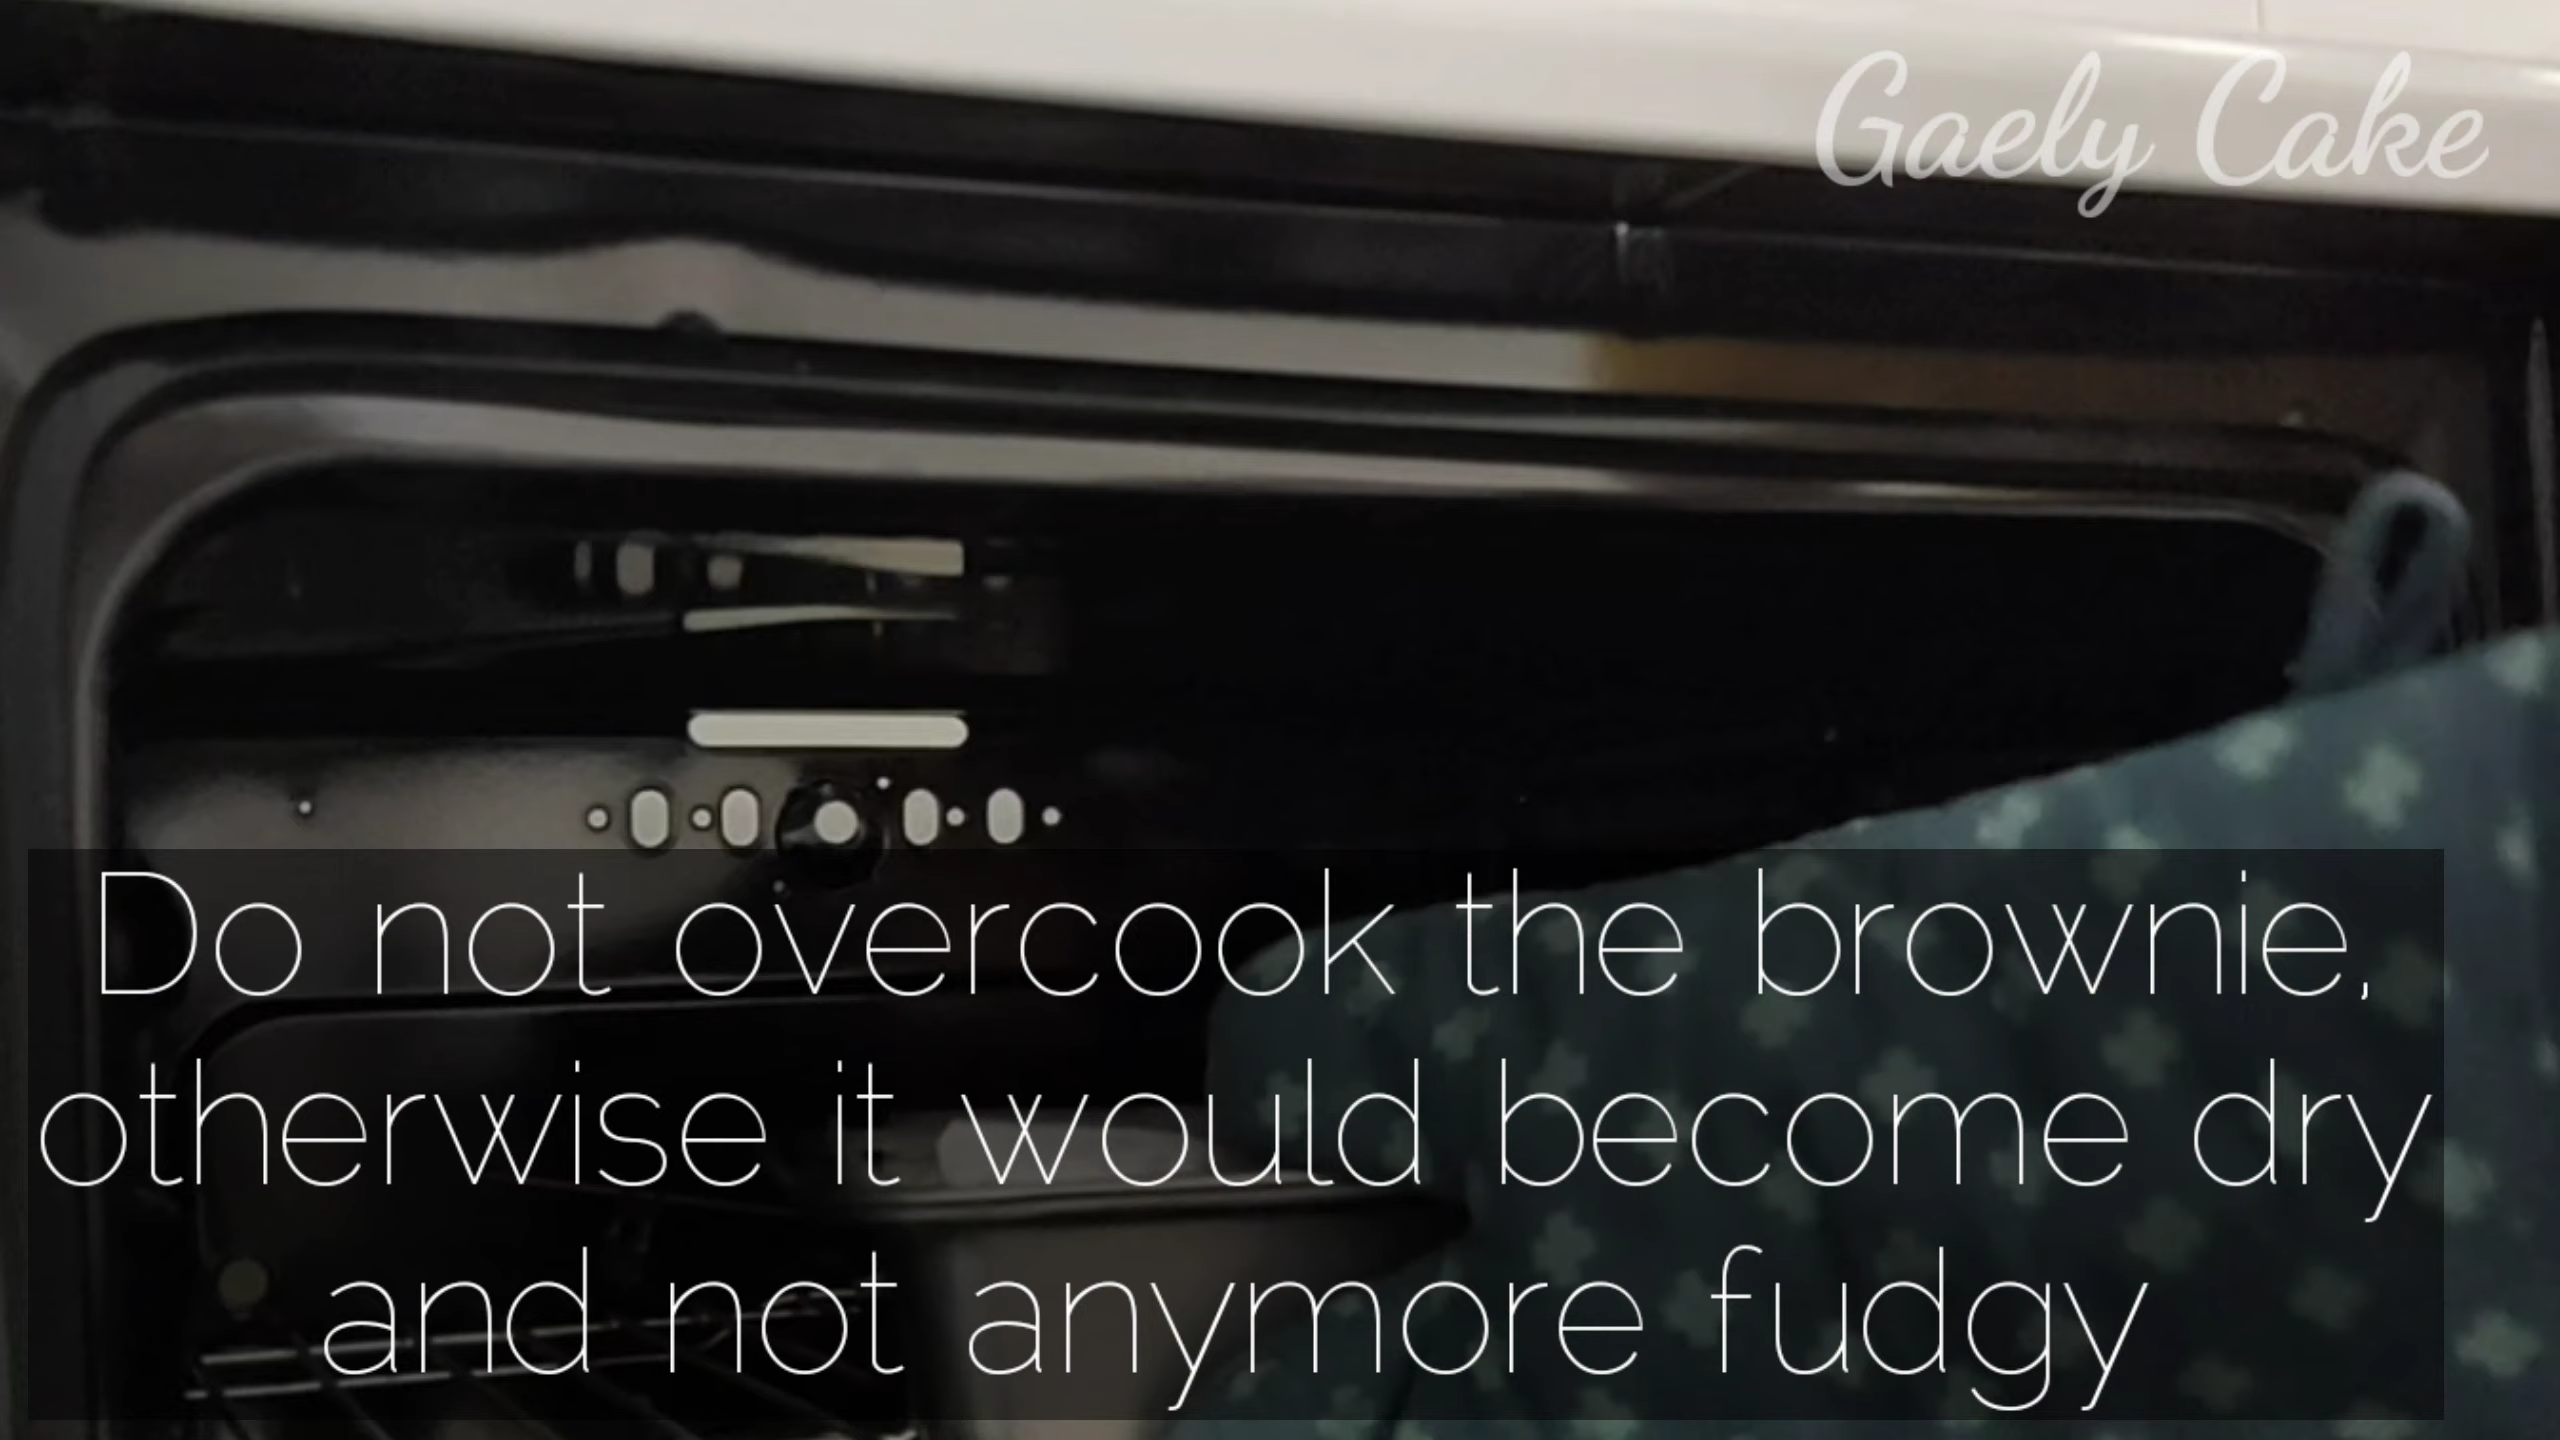 Gaely Cake
Do not overcook the brownie,
otherwise it would become dry
and not anymore fudgy